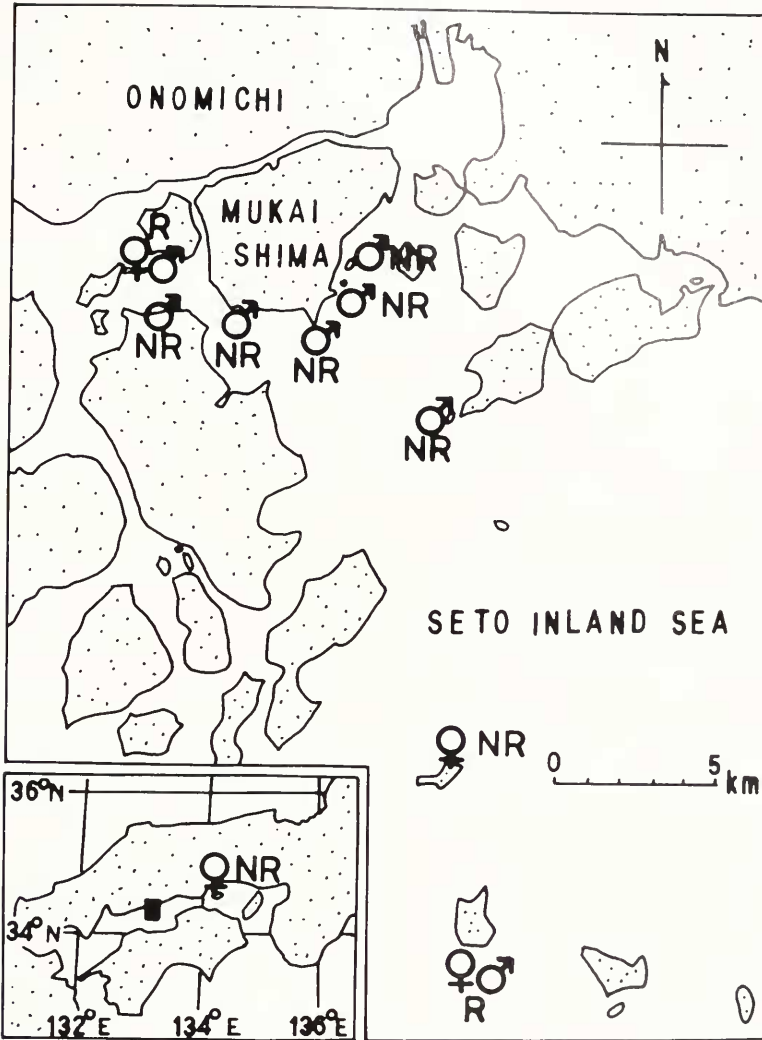 N
ONOMICHI
MUKAI
SHIMA
R
♀♂
♂ NR
♂ NR
♂
NR
♂
NR
♂
NR
♂
NR
SETO INLAND SEA
♀ NR
0 5 km
36°N
♀ NR
34°N
132°E 134°E 136°E
♀♂
R